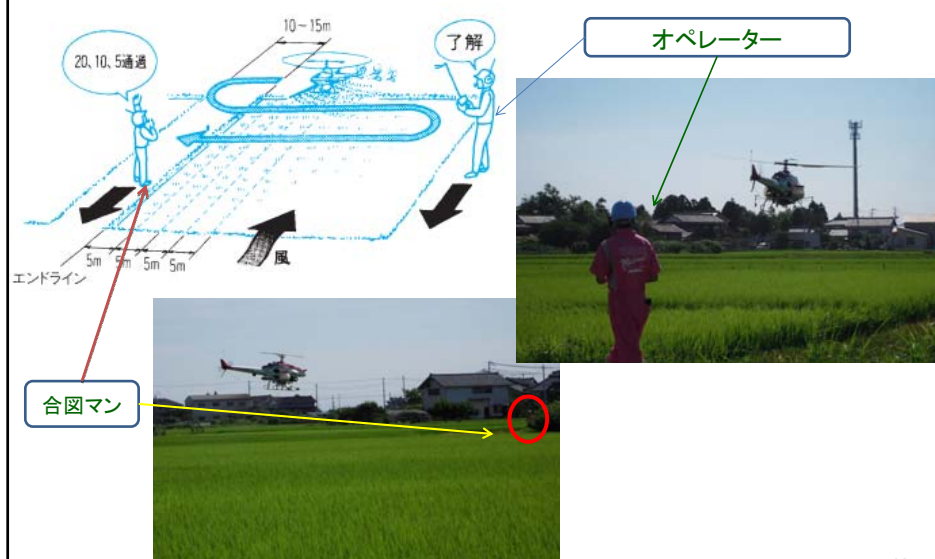 10~15m
20、10、5通過
了解
オペレーター
5m 5m 5m 5m
風
エンドライン
合図マン